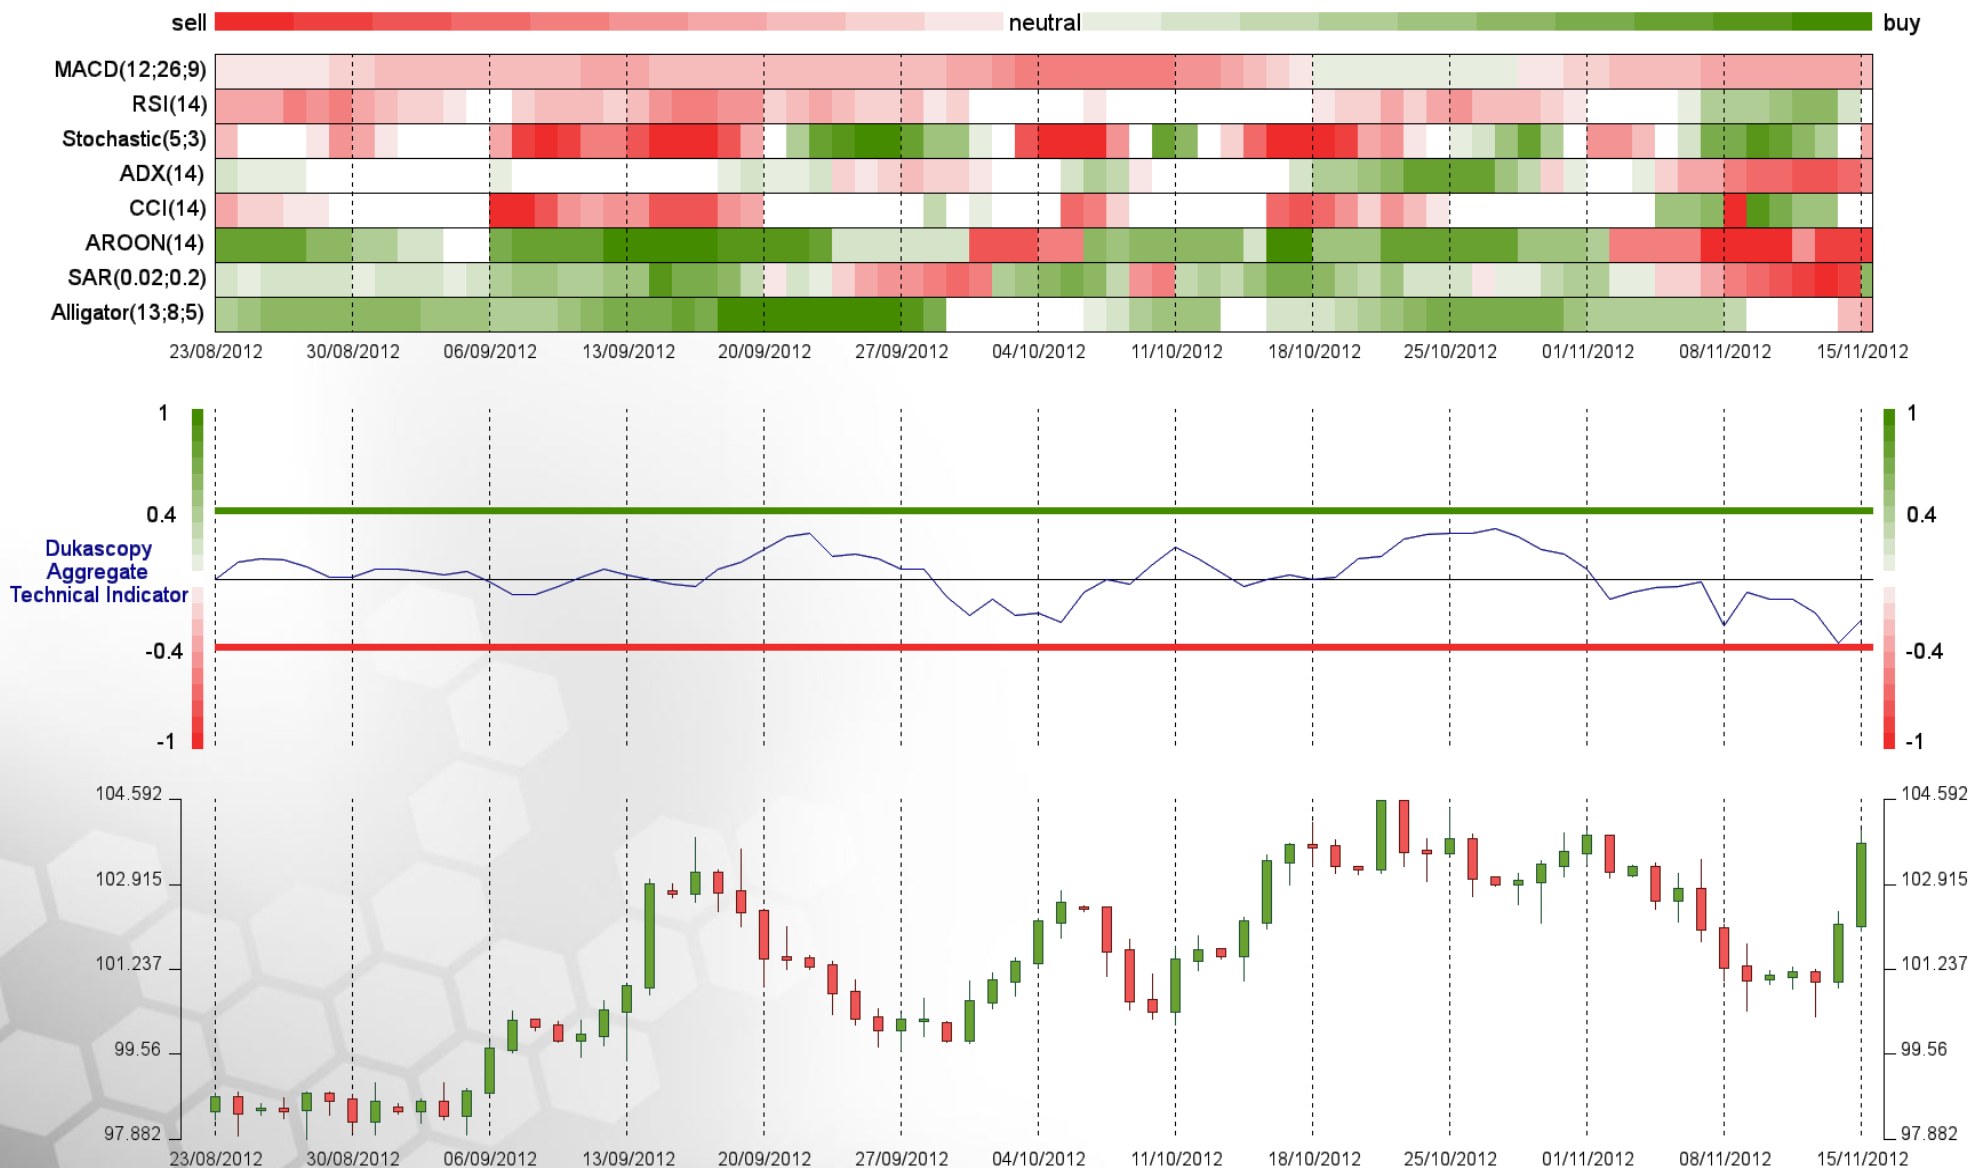 sell neutral buy
MACD(12;26;9)
RSI(14)
Stochastic(5;3)
ADX(14)
CCI(14)
AROON(14)
SAR(0.02;0.2)
Alligator(13;8;5)
23/08/2012 30/08/2012 06/09/2012 13/09/2012 20/09/2012 27/09/2012 04/10/2012 11/10/2012 18/10/2012 25/10/2012 01/11/2012 08/11/2012 15/11/2012
1 1
0.4 0.4
Dukascopy
Aggregate
Technical Indicator
-0.4 -0.4
-1 -1
104.592 104.592
102.915 102.915
101.237 101.237
99.56 99.56
97.882 97.882
23/08/2012 30/08/2012 06/09/2012 13/09/2012 20/09/2012 27/09/2012 04/10/2012 11/10/2012 18/10/2012 25/10/2012 01/11/2012 08/11/2012 15/11/2012